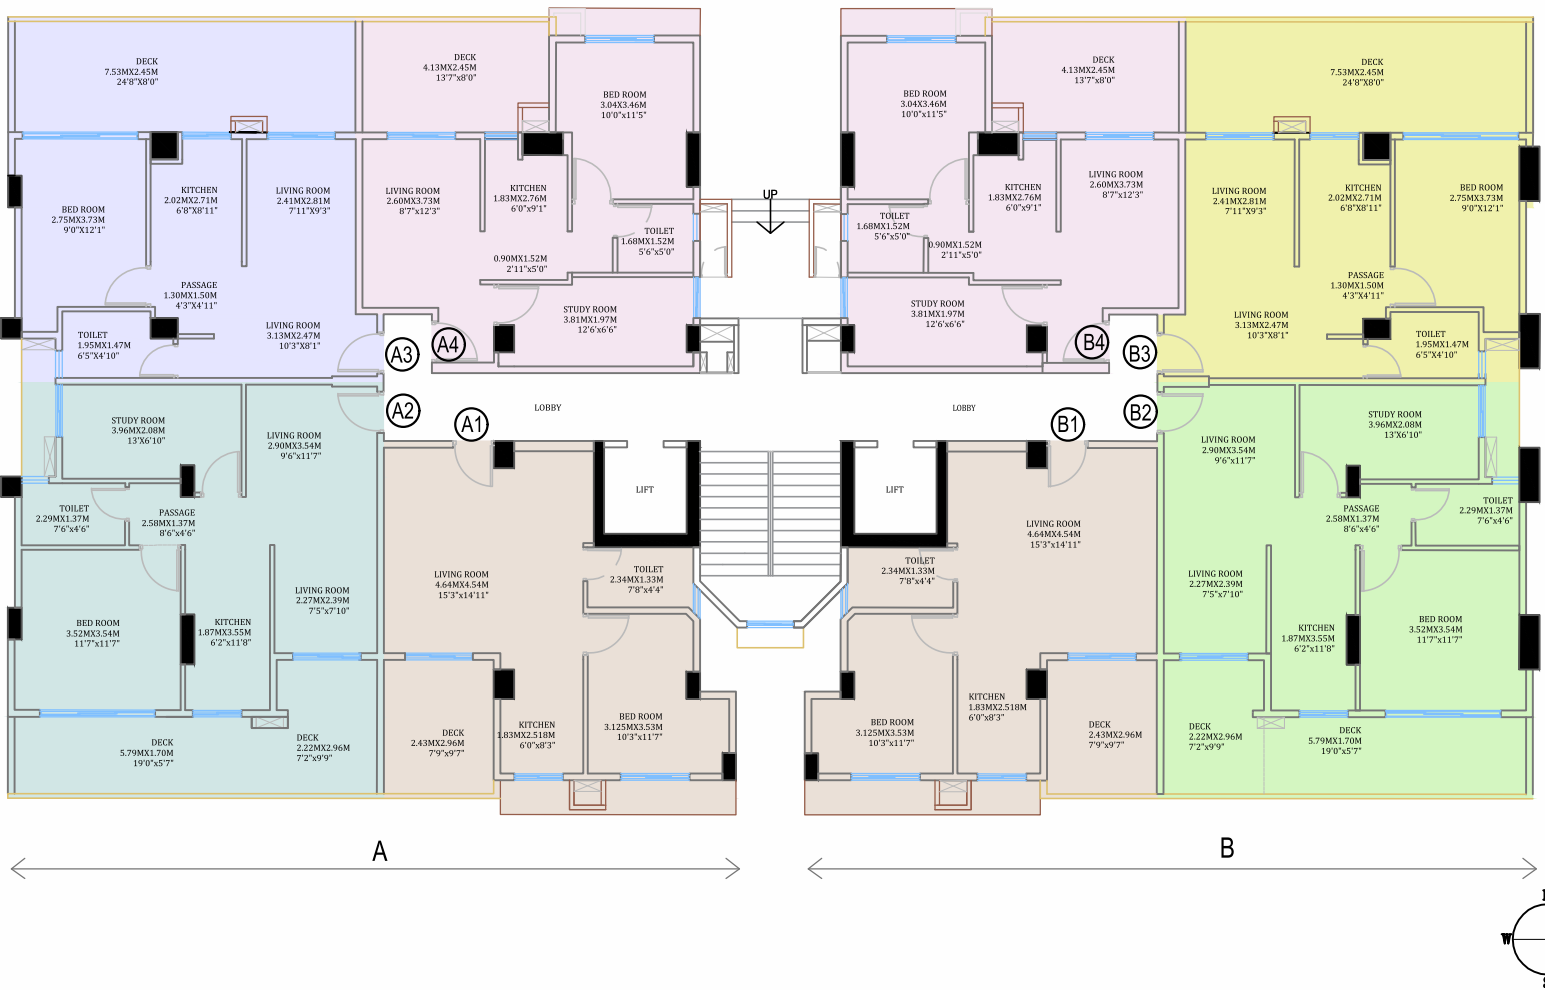 DECK
7.53MX2.45M
24'8"X8'0"
DECK
4.13MX2.45M
13'7"x8'0"
BED ROOM
3.04X3.46M
10'0"x11'5"
BED ROOM
2.75MX3.73M
9'0"X12'1"
KITCHEN
2.02MX2.71M
6'8"X8'11"
LIVING ROOM
2.41MX2.81M
7'11"X9'3"
LIVING ROOM
2.60MX3.73M
8'7"x12'3"
KITCHEN
1.83MX2.76M
6'0"x9'1"
TOILET
1.68MX1.52M
5'6"x5'0"
0.90MX1.52M
2'11"x5'0"
PASSAGE
1.30MX1.50M
4'3"X4'11"
STUDY ROOM
3.81MX1.97M
12'6"x6'6"
TOILET
1.95MX1.47M
6'5"X4'10"
LIVING ROOM
3.13MX2.47M
10'3"X8'1"
A3
A4
A2
A1
LOBBY
STUDY ROOM
3.96MX2.08M
13'X6'10"
LIVING ROOM
2.90MX3.54M
9'6"x11'7"
TOILET
2.29MX1.37M
7'6"x4'6"
PASSAGE
2.58MX1.37M
8'6"x4'6"
LIFT
BED ROOM
3.52MX3.54M
11'7"x11'7"
KITCHEN
1.87MX3.55M
6'2"x11'8"
LIVING ROOM
2.27MX2.39M
7'5"x7'10"
LIVING ROOM
4.64MX4.54M
15'3"x14'11"
TOILET
2.34MX1.33M
7'8"x4'4"
DECK
5.79MX1.70M
19'0"x5'7"
DECK
2.22MX2.96M
7'2"x9'9"
DECK
2.43MX2.96M
7'9"x9'7"
KITCHEN
1.83MX2.518M
6'0"x8'3"
BED ROOM
3.125MX3.53M
10'3"x11'7"
UP
BED ROOM
3.04X3.46M
10'0"x11'5"
DECK
4.13MX2.45M
13'7"x8'0"
DECK
7.53MX2.45M
24'8"X8'0"
KITCHEN
1.83MX2.76M
6'0"x9'1"
LIVING ROOM
2.60MX3.73M
8'7"x12'3"
LIVING ROOM
2.41MX2.81M
7'11"X9'3"
KITCHEN
2.02MX2.71M
6'8"X8'11"
BED ROOM
2.75MX3.73M
9'0"X12'1"
TOILET
1.68MX1.52M
5'6"x5'0"
0.90MX1.52M
2'11"x5'0"
PASSAGE
1.30MX1.50M
4'3"X4'11"
STUDY ROOM
3.81MX1.97M
12'6"x6'6"
LIVING ROOM
3.13MX2.47M
10'3"X8'1"
TOILET
1.95MX1.47M
6'5"X4'10"
B4
B3
B2
B1
LOBBY
LIVING ROOM
2.90MX3.54M
9'6"x11'7"
STUDY ROOM
3.96MX2.08M
13'X6'10"
LIFT
PASSAGE
2.58MX1.37M
8'6"x4'6"
TOILET
2.29MX1.37M
7'6"x4'6"
LIVING ROOM
4.64MX4.54M
15'3"x14'11"
TOILET
2.34MX1.33M
7'8"x4'4"
LIVING ROOM
2.27MX2.39M
7'5"x7'10"
KITCHEN
1.87MX3.55M
6'2"x11'8"
BED ROOM
3.52MX3.54M
11'7"x11'7"
BED ROOM
3.125MX3.53M
10'3"x11'7"
KITCHEN
1.83MX2.518M
6'0"x8'3"
DECK
2.43MX2.96M
7'9"x9'7"
DECK
2.22MX2.96M
7'2"x9'9"
DECK
5.79MX1.70M
19'0"x5'7"
A
B
W